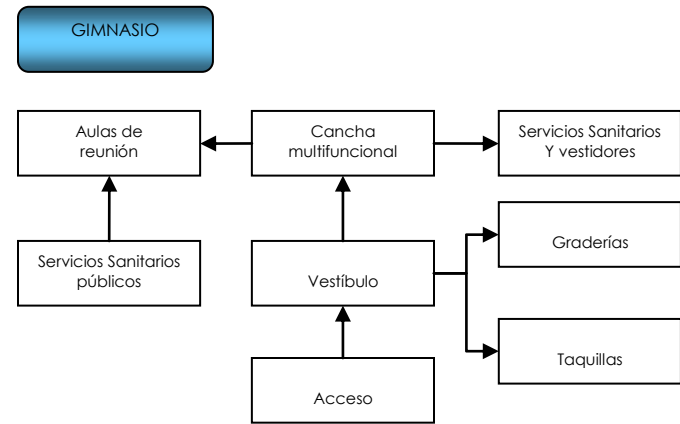 GIMNASIO
Aulas de
reunión
Cancha
multifuncional
Servicios Sanitarios
Y vestidores
Servicios Sanitarios
públicos
Vestíbulo
Graderías
Taquillas
Acceso